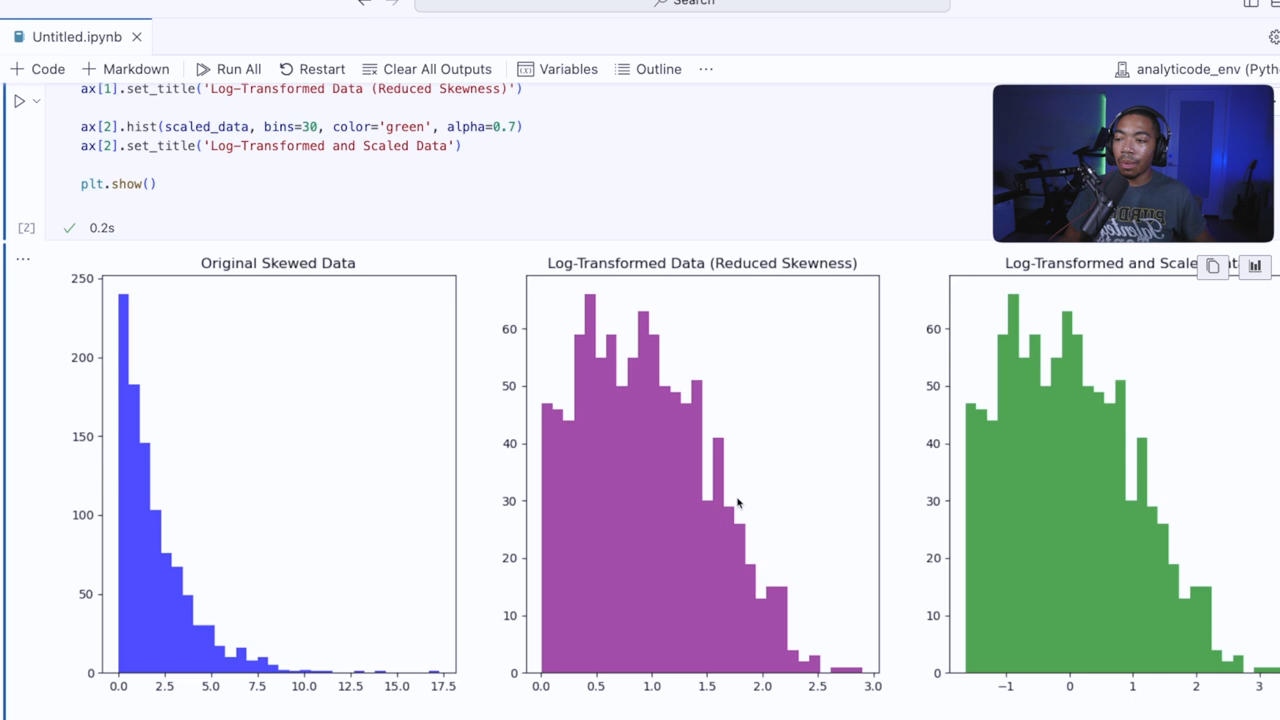 Search
Untitled.ipynb
Code Markdown Run All Restart Clear All Outputs Variables Outline ... analyticode_env (Pyth
ax[1].set_title('Log-Transformed Data (Reduced Skewness)')
ax[2].hist(scaled_data, bins=30, color='green', alpha=0.7)
ax[2].set_title('Log-Transformed and Scaled Data')
plt.show()
[2] 0.2s
...
Original Skewed Data
250
200
150
100
50
0
0.0 2.5 5.0 7.5 10.0 12.5 15.0 17.5
Log-Transformed Data (Reduced Skewness)
60
50
40
30
20
10
0
0.0 0.5 1.0 1.5 2.0 2.5 3.0
Log-Transformed and Scale
60
50
40
30
20
10
0
−1 0 1 2 3